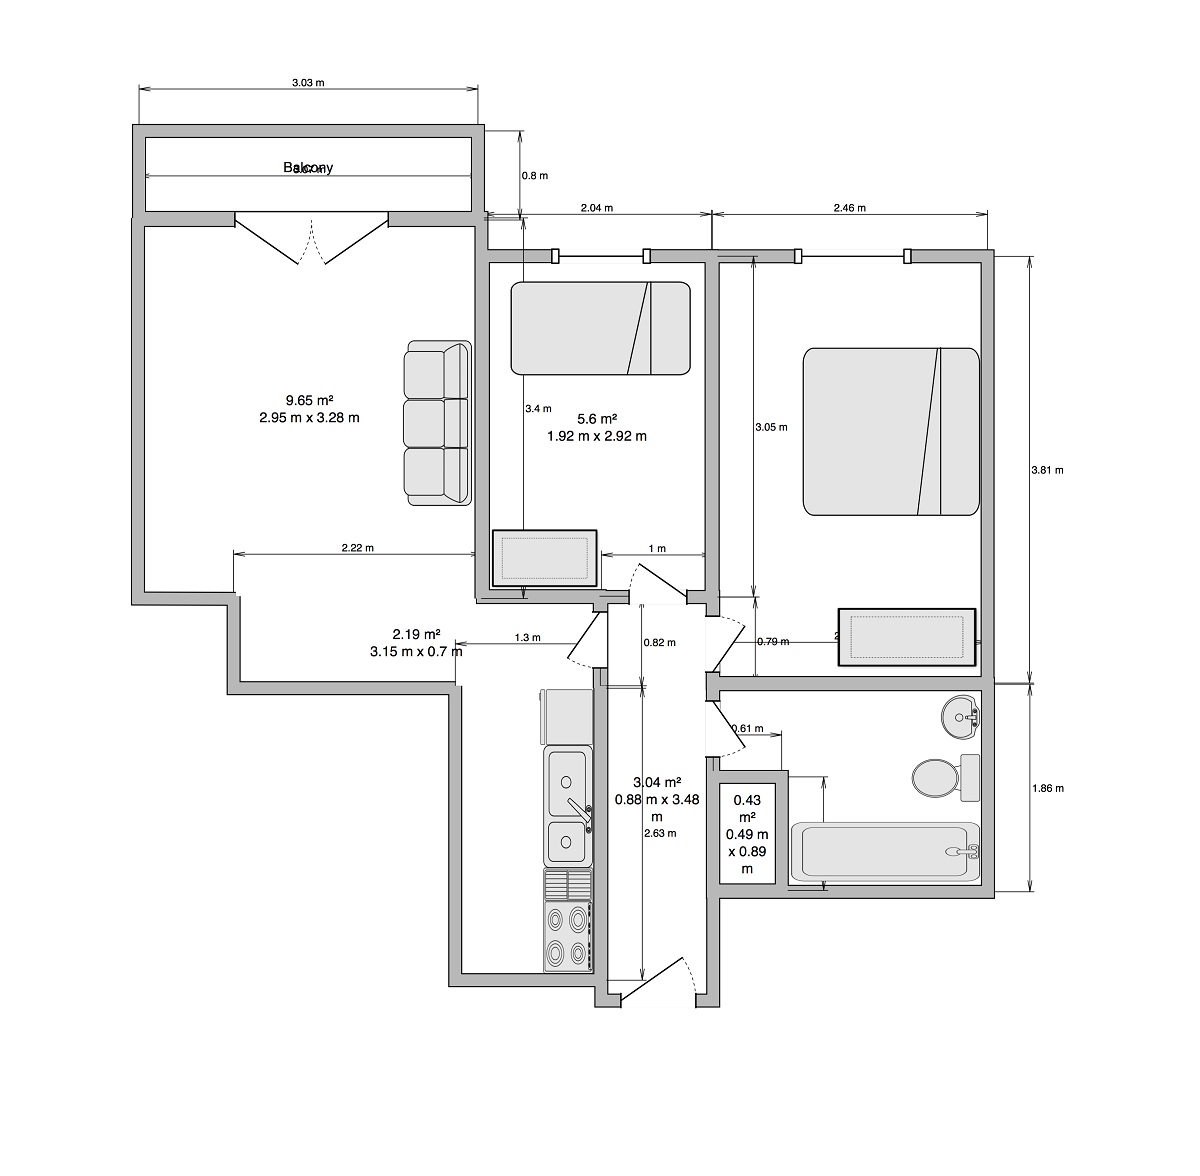 3.03 m
Balcony
0.8 m
2.04 m
2.46 m
9.65 m²
2.95 m x 3.28 m
3.4 m
5.6 m²
1.92 m x 2.92 m
3.05 m
3.81 m
2.22 m
1 m
2.19 m²
3.15 m x 0.7 m
1.3 m
0.82 m
0.79 m
0.61 m
3.04 m²
0.88 m x 3.48
m
2.63 m
0.43
m²
0.49 m
x 0.89
m
1.86 m